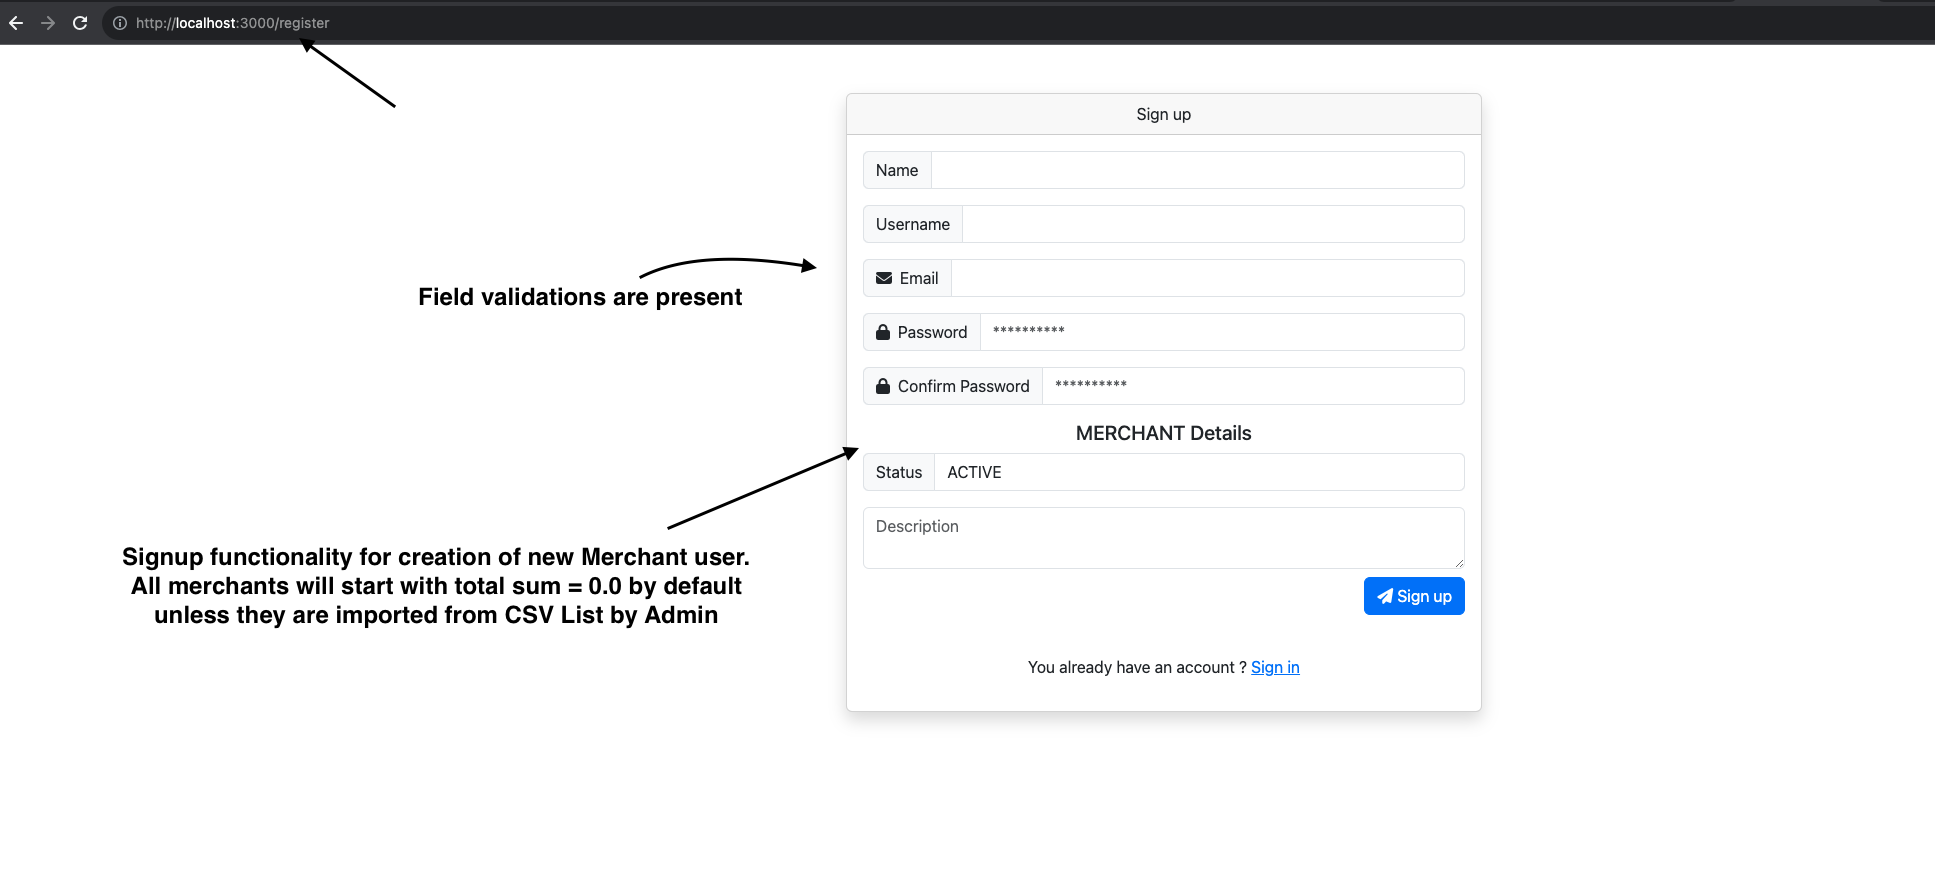 http://localhost:3000/register
Sign up
Name
Username
Email
Password **********
Confirm Password **********
MERCHANT Details
Status ACTIVE
Description
Sign up
You already have an account ? Sign in
Field validations are present
Signup functionality for creation of new Merchant user.
All merchants will start with total sum = 0.0 by default
unless they are imported from CSV List by Admin